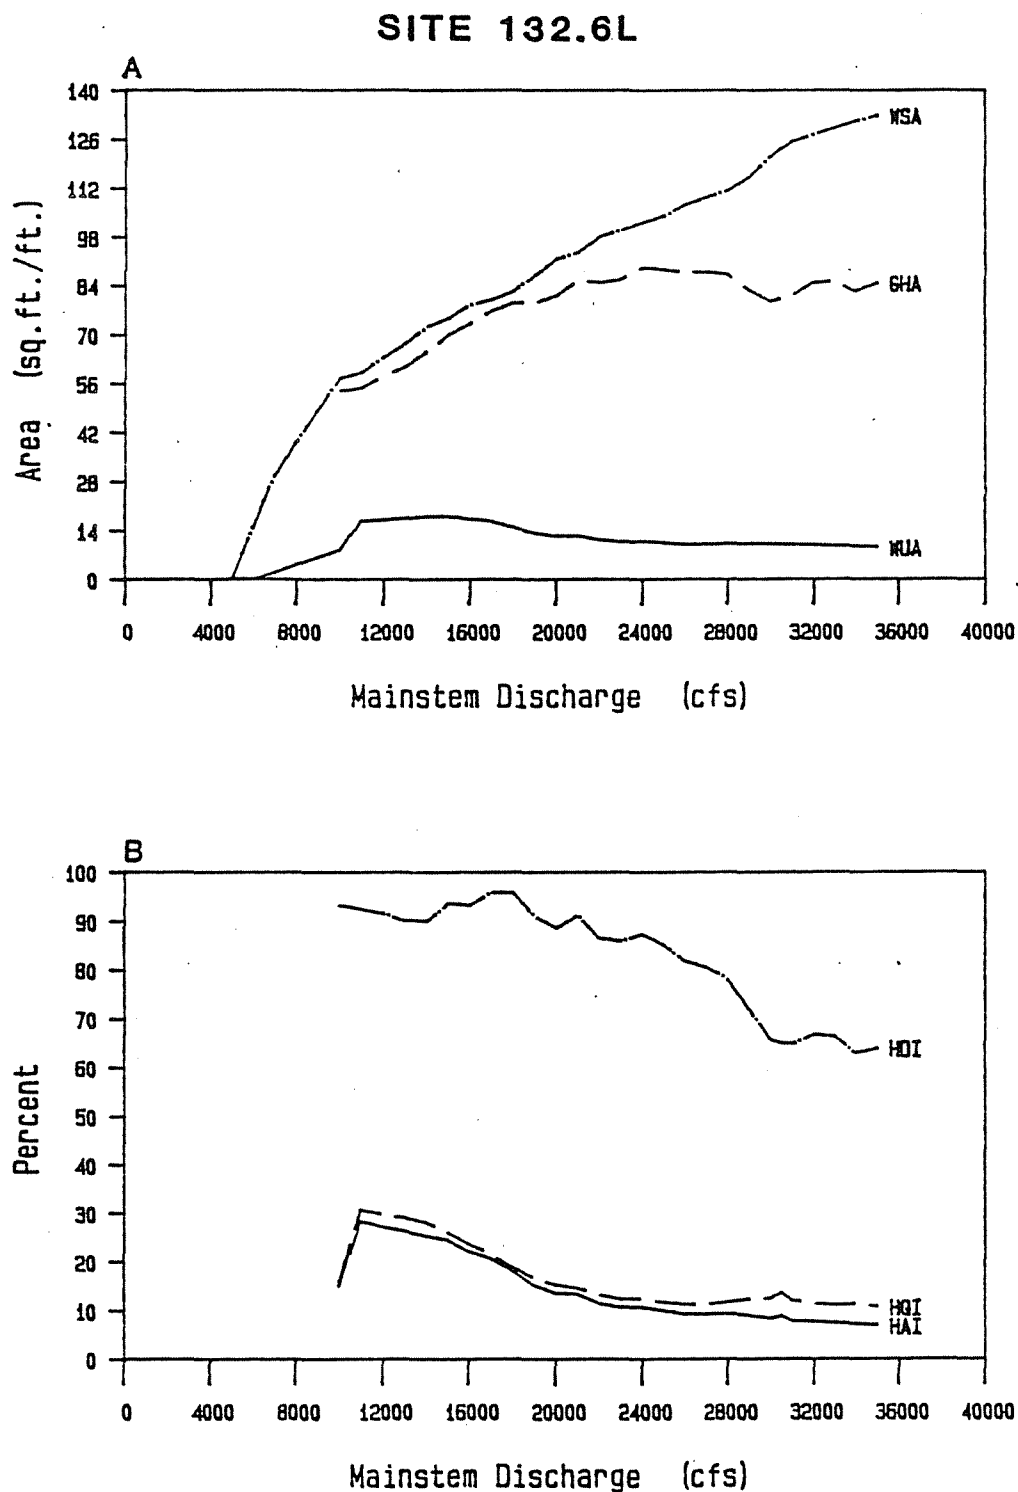 SITE 132.6L
A
140
126
112
98
84
70
56
42
28
14
0
Area (sq.ft./ft.)
WSA
GHA
WUA
0 4000 8000 12000 16000 20000 24000 28000 32000 36000 40000
Mainstem Discharge (cfs)
B
100
90
80
70
60
50
40
30
20
10
0
Percent
HDI
HQI
HAI
0 4000 8000 12000 16000 20000 24000 28000 32000 36000 40000
Mainstem Discharge (cfs)